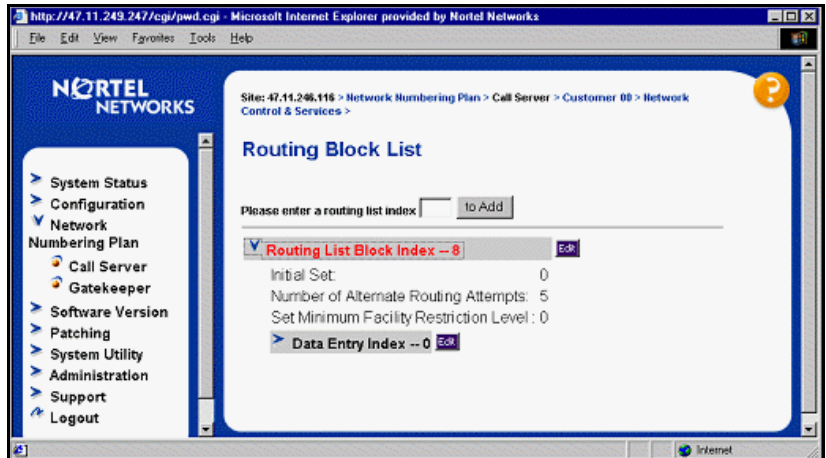 http://47.11.249.247/cgi/pwd.cgi - Microsoft Internet Explorer provided by Nortel Networks
File Edit View Favorites Tools Help
NORTEL
NETWORKS
System Status
Configuration
Network
Numbering Plan
Call Server
Gatekeeper
Software Version
Patching
System Utility
Administration
Support
Logout
Site: 47.11.246.116 > Network Numbering Plan > Call Server > Customer 00 > Network
Control & Services >
?
Routing Block List
Please enter a routing list index to Add
Routing List Block Index -- 8 Edit
Initial Set: 0
Number of Alternate Routing Attempts: 5
Set Minimum Facility Restriction Level : 0
Data Entry Index -- 0 Edit
Internet